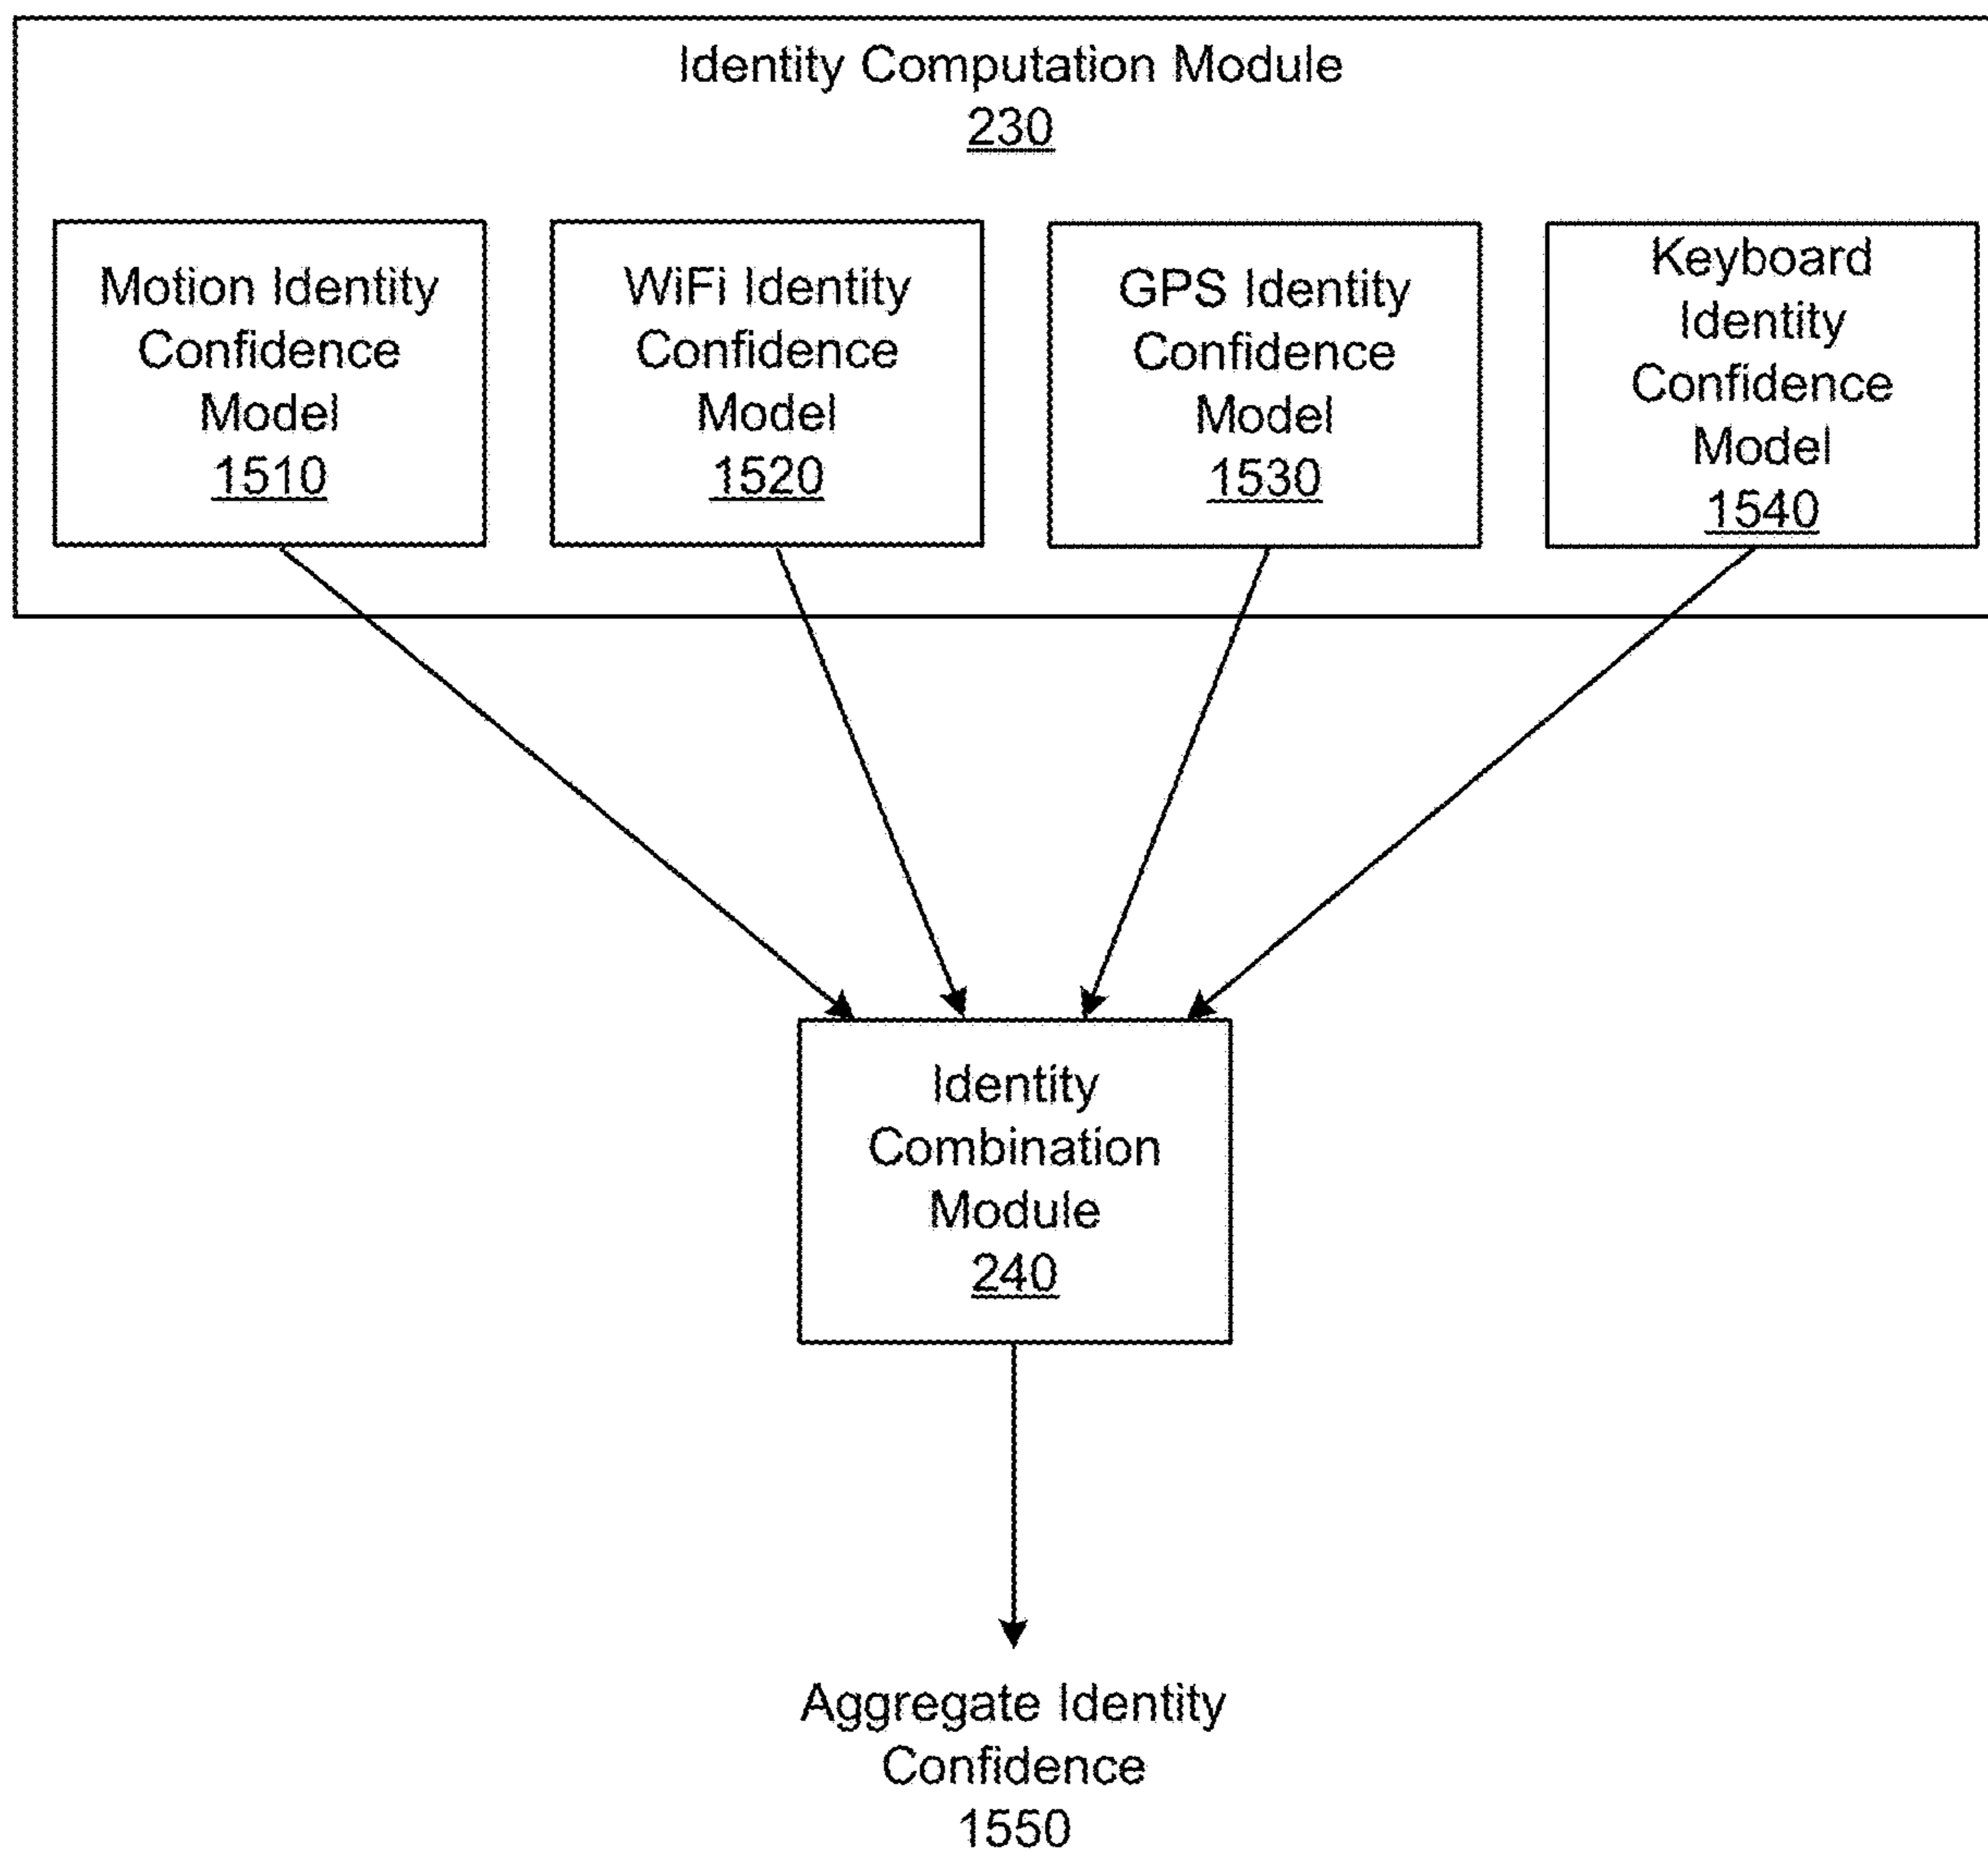 Identity Computation Module
230
Motion Identity
Confidence
Model
1510
WiFi Identity
Confidence
Model
1520
GPS Identity
Confidence
Model
1530
Keyboard
Identity
Confidence
Model
1540
Identity
Combination
Module
240
Aggregate Identity
Confidence
1550